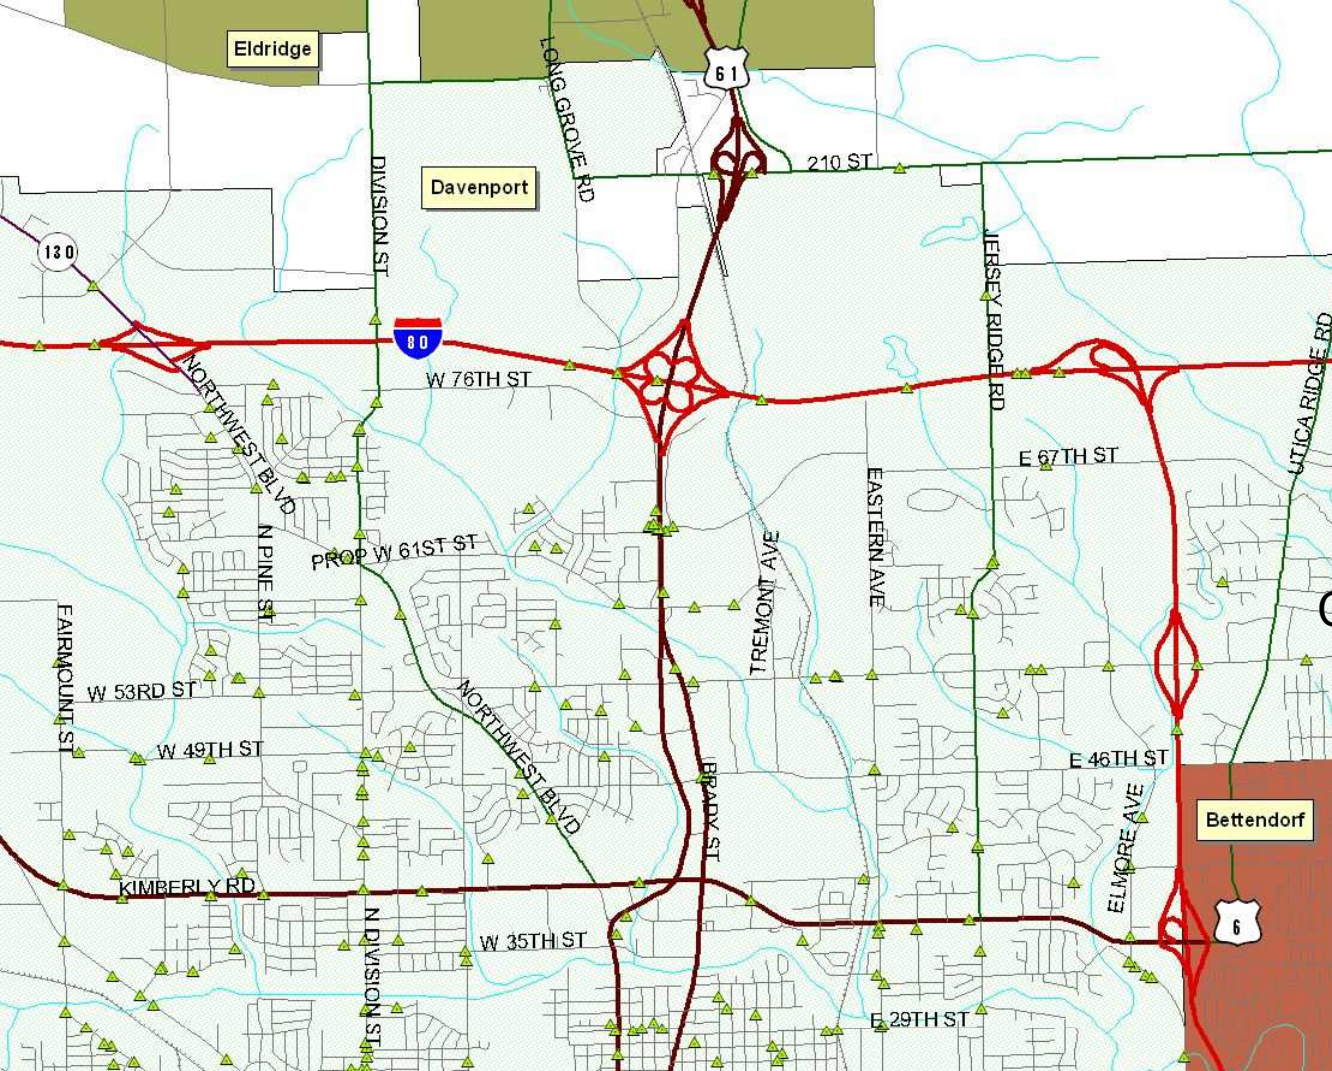 Eldridge
LONG GROVE RD
61
DIVISION ST
Davenport
210 ST
130
JERSEY RIDGE RD
80
W 76TH ST
NORTHWEST BLVD
UTICA RIDGE RD
E 67TH ST
EASTERN AVE
N PINE ST
PROP W 61ST ST
TREMONT AVE
FAIRMOUNT ST
W 53RD ST
NORTHWEST BLVD
W 49TH ST
E 46TH ST
BRADY ST
ELMORE AVE
Bettendorf
KIMBERLY RD
6
N DIVISION ST
W 35TH ST
E 29TH ST